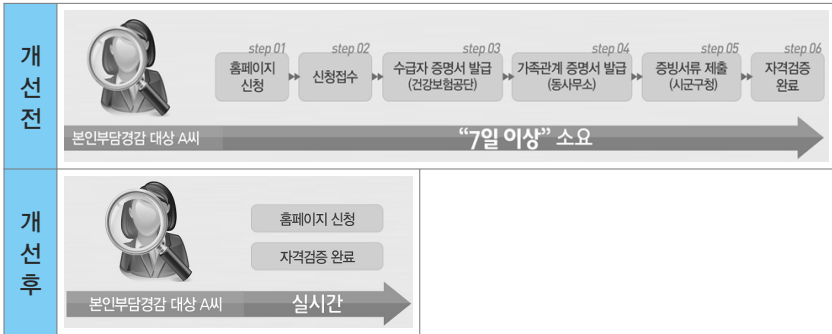 개선전
step 01
홈페이지
신청
step 02
신청접수
step 03
수급자 증명서 발급
(건강보험공단)
step 04
가족관계 증명서 발급
(동사무소)
step 05
증빙서류 제출
(시군구청)
step 06
자격검증
완료
본인부담경감 대상 A씨
“7일 이상” 소요
개선후
홈페이지 신청
자격검증 완료
본인부담경감 대상 A씨
실시간